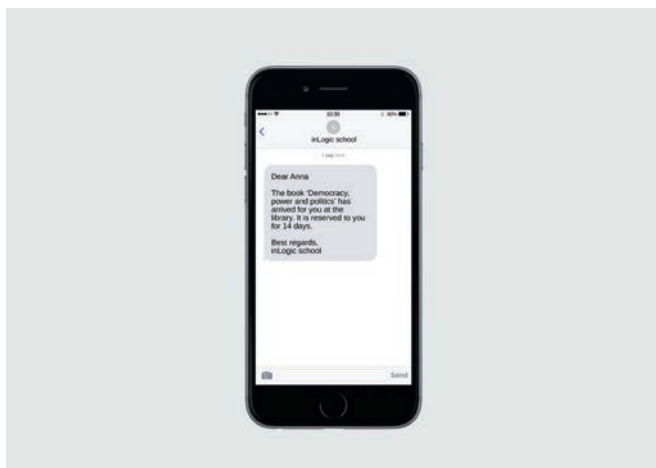 inLogic school
Dear Anna
The book 'Democracy,
power and politics' has
arrived for you at the
library. It is reserved to you
for 14 days.
Best regards,
inLogic school
Send